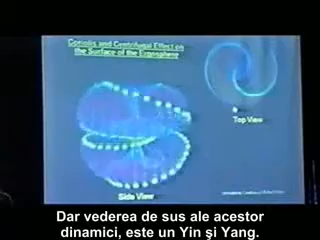 Coriolis and Centrifugal Effect on
the Surface of the Ergosphere
Top View
Side View
Dar vederea de sus ale acestor
dinamici, este un Yin şi Yang.